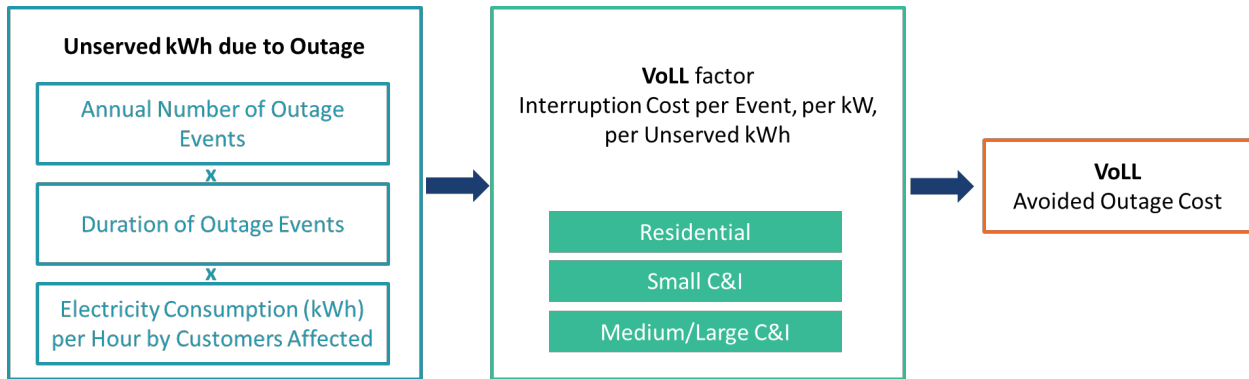 Unserved kWh due to Outage
Annual Number of Outage
Events
x
Duration of Outage Events
x
Electricity Consumption (kWh)
per Hour by Customers Affected
VoLL factor
Interruption Cost per Event, per kW,
per Unserved kWh
Residential
Small C&I
Medium/Large C&I
VoLL
Avoided Outage Cost